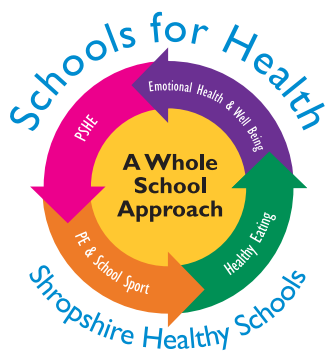 Schools for Health
Emotional Health & Well Being
PSHE
A Whole
School
Approach
Healthy Eating
PE & School Sport
Shropshire Healthy Schools